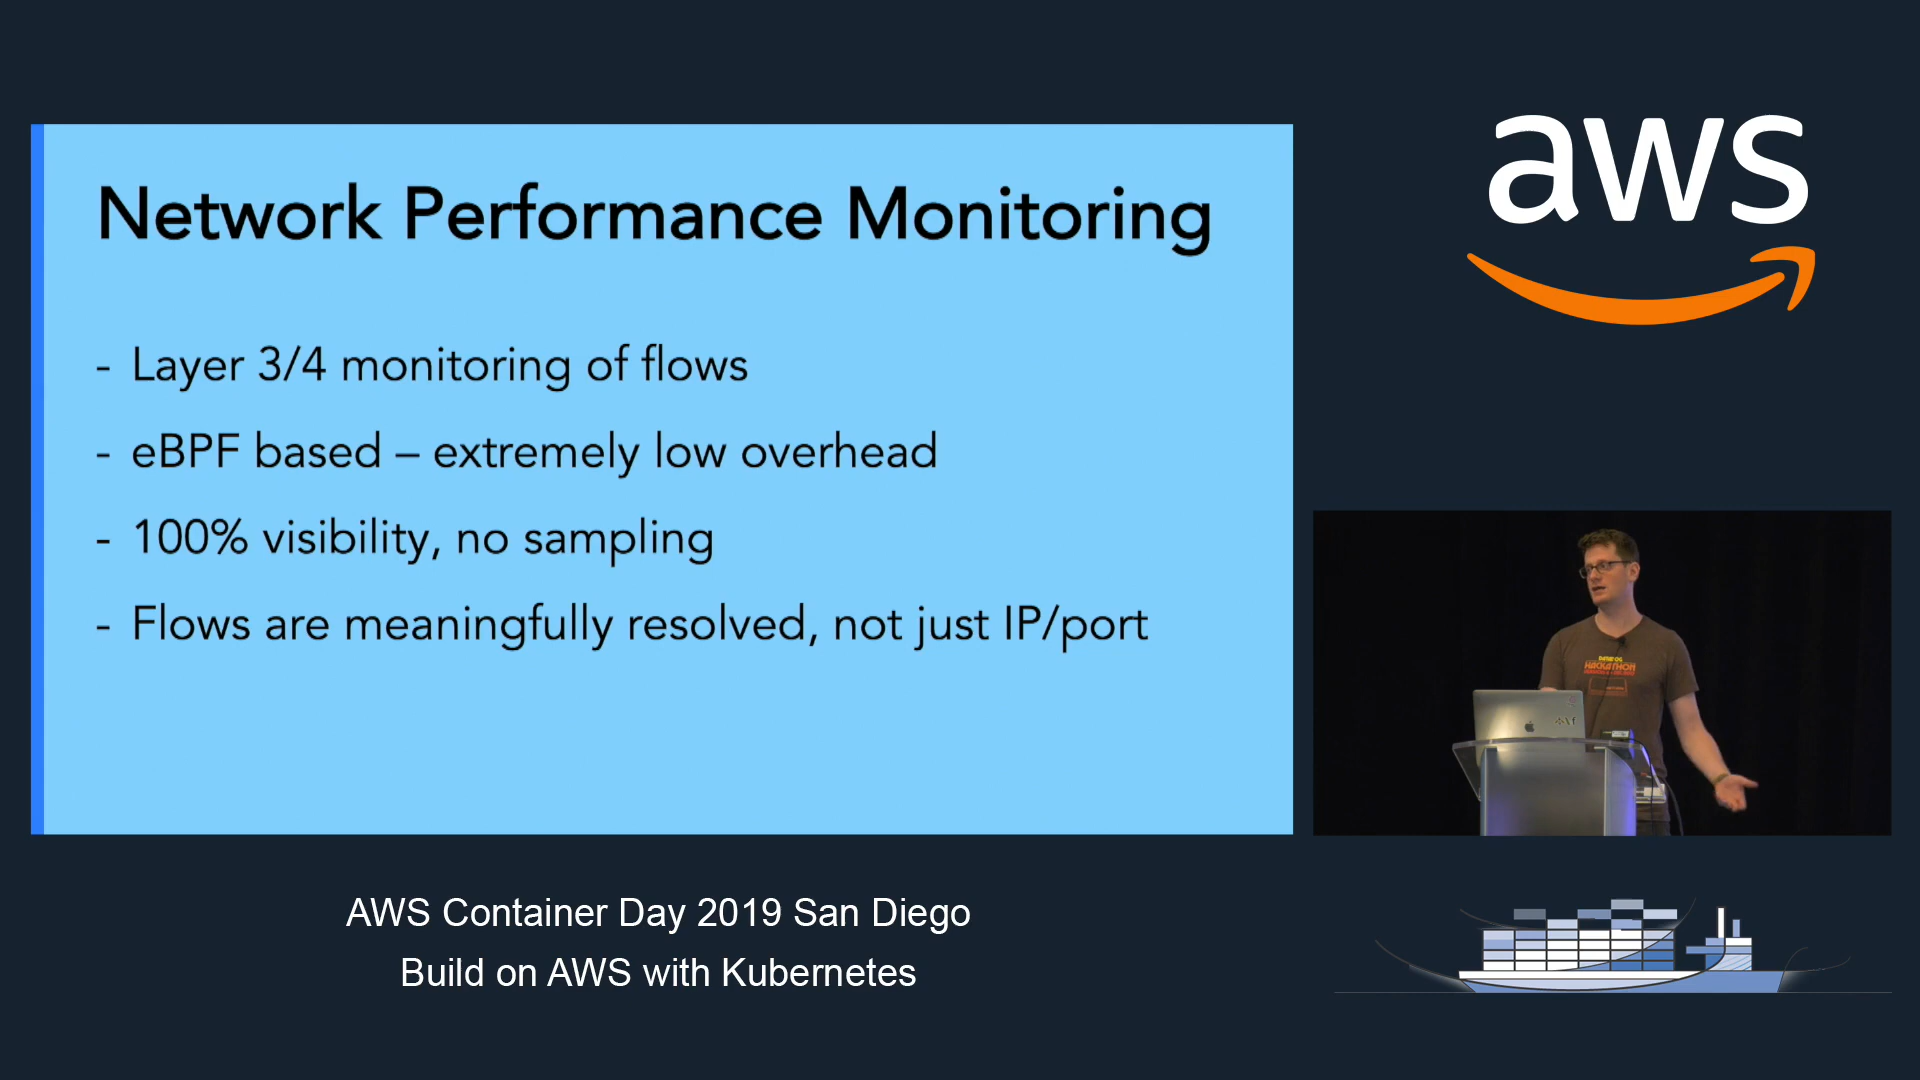 Network Performance Monitoring
- Layer 3/4 monitoring of flows
- eBPF based – extremely low overhead
- 100% visibility, no sampling
- Flows are meaningfully resolved, not just IP/port
aws
HACKATHON
AWS Container Day 2019 San Diego
Build on AWS with Kubernetes